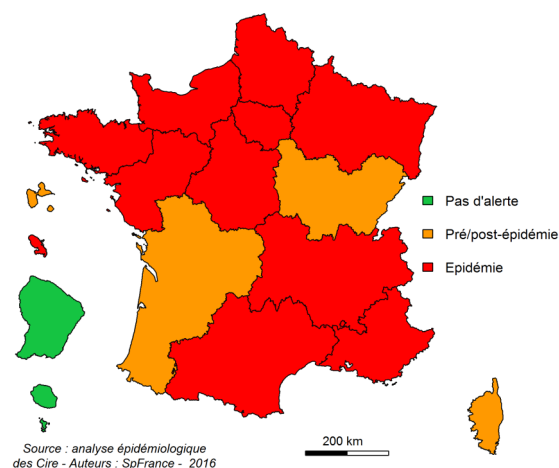 Pas d'alerte
Pré/post-épidémie
Epidémie
200 km
Source : analyse épidémiologique
des Cire - Auteurs : SpFrance - 2016